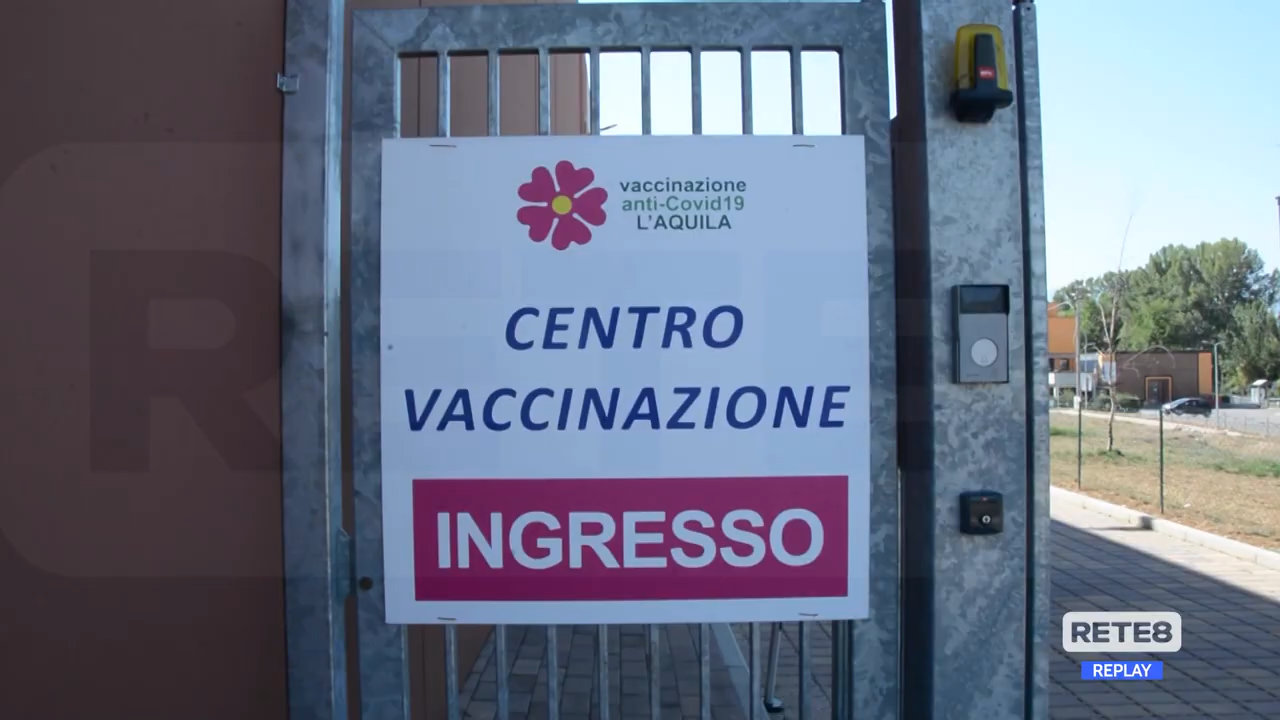 vaccinazione
anti-Covid19
L'AQUILA
CENTRO
VACCINAZIONE
INGRESSO
RETE8
REPLAY